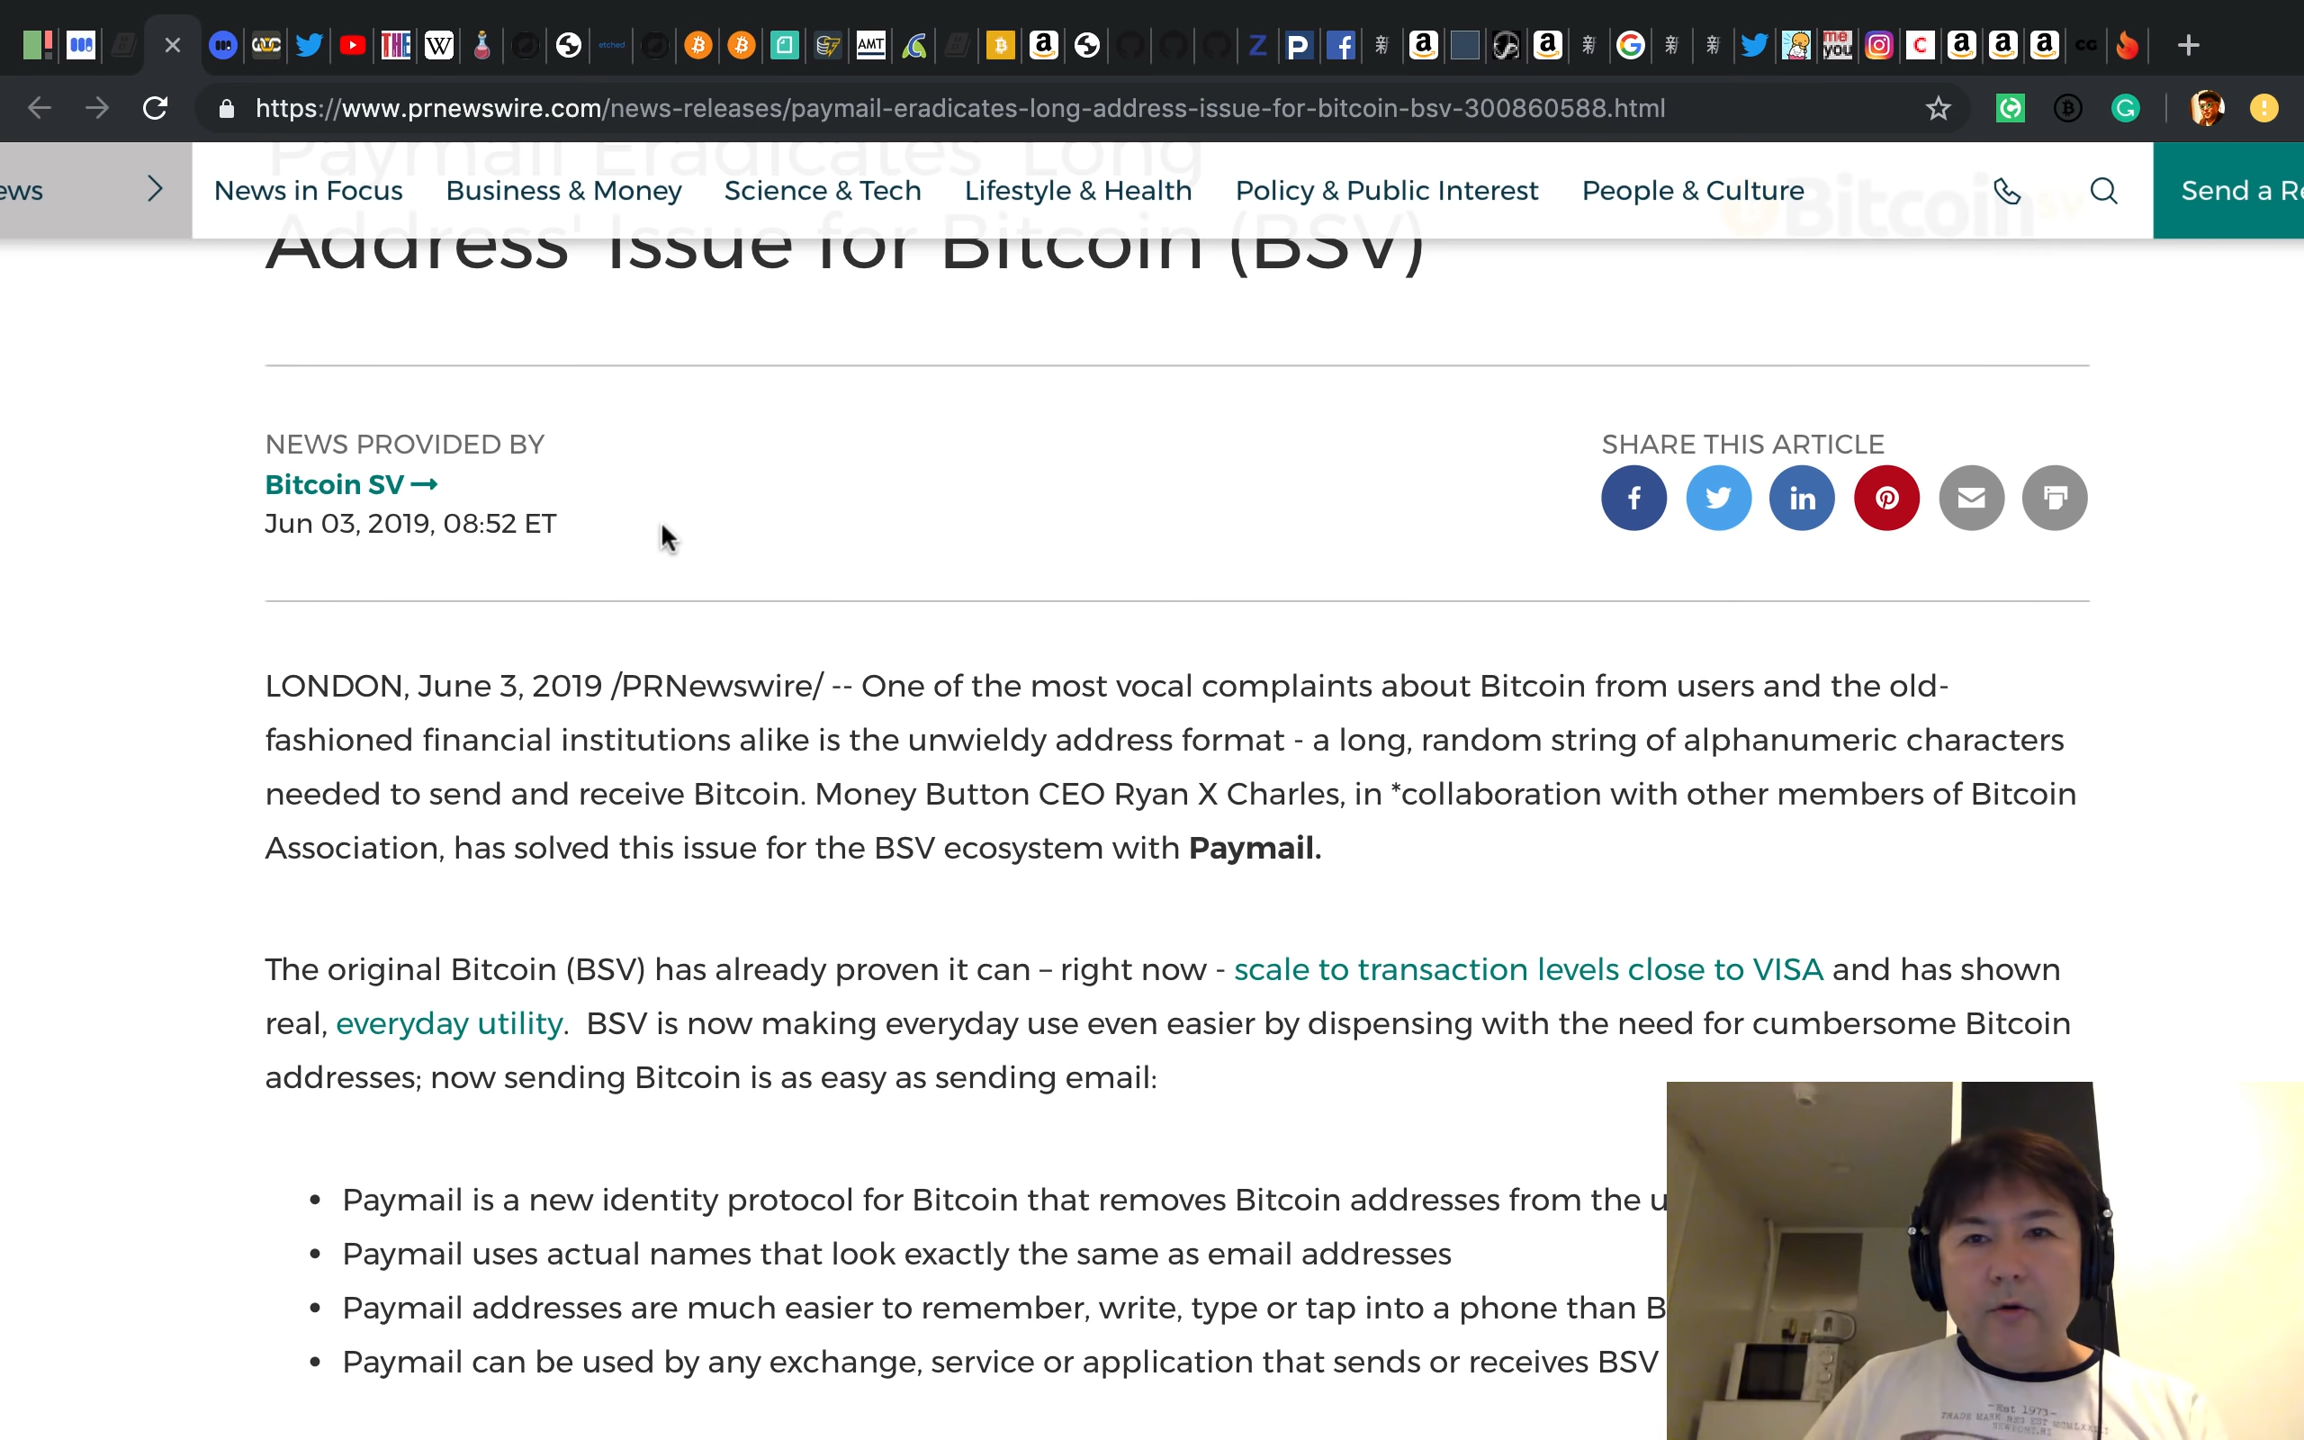 https://www.prnewswire.com/news-releases/paymail-eradicates-long-address-issue-for-bitcoin-bsv-300860588.html
ews
News in Focus
Business & Money
Science & Tech
Lifestyle & Health
Policy & Public Interest
People & Culture
Send a Re
Paymail Eradicates 'Long
Bitcoin SV
Address' Issue for Bitcoin (BSV)
NEWS PROVIDED BY
Bitcoin SV
Jun 03, 2019, 08:52 ET
SHARE THIS ARTICLE
LONDON, June 3, 2019 /PRNewswire/ -- One of the most vocal complaints about Bitcoin from users and the old-
fashioned financial institutions alike is the unwieldy address format - a long, random string of alphanumeric characters
needed to send and receive Bitcoin. Money Button CEO Ryan X Charles, in *collaboration with other members of Bitcoin
Association, has solved this issue for the BSV ecosystem with Paymail.
The original Bitcoin (BSV) has already proven it can – right now - scale to transaction levels close to VISA and has shown
real, everyday utility.  BSV is now making everyday use even easier by dispensing with the need for cumbersome Bitcoin
addresses; now sending Bitcoin is as easy as sending email:
• Paymail is a new identity protocol for Bitcoin that removes Bitcoin addresses from the u
• Paymail uses actual names that look exactly the same as email addresses
• Paymail addresses are much easier to remember, write, type or tap into a phone than B
• Paymail can be used by any exchange, service or application that sends or receives BSV
-Est 1973-